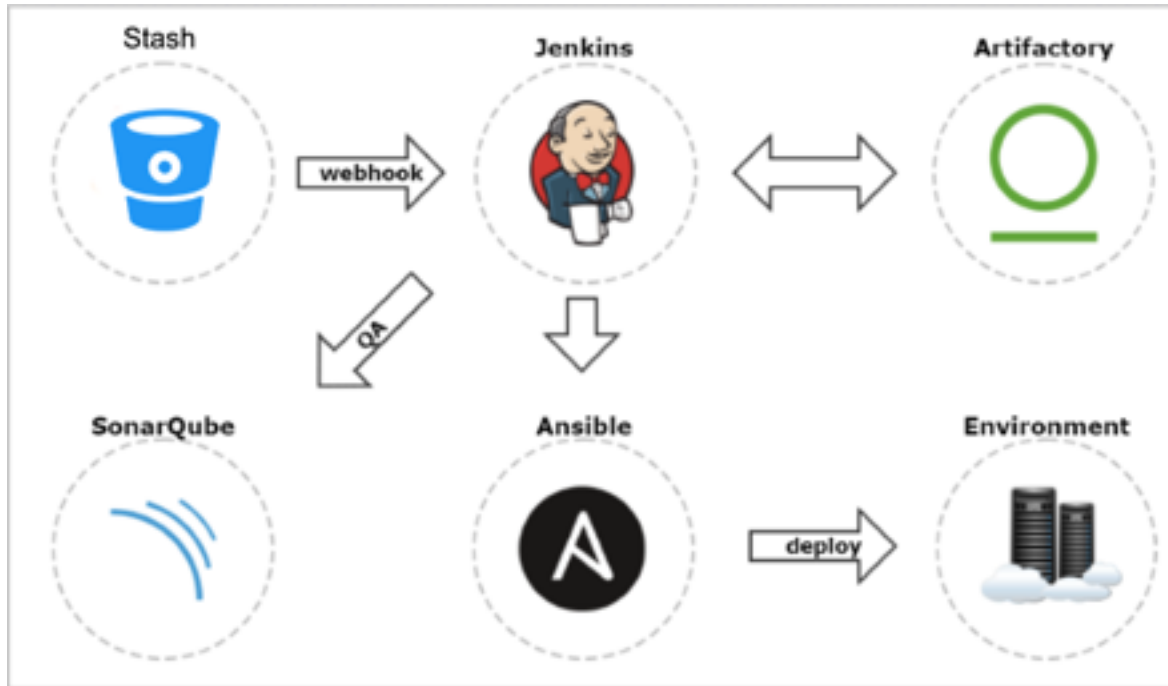 Stash
Jenkins
Artifactory
webhook
QA
SonarQube
Ansible
Environment
deploy